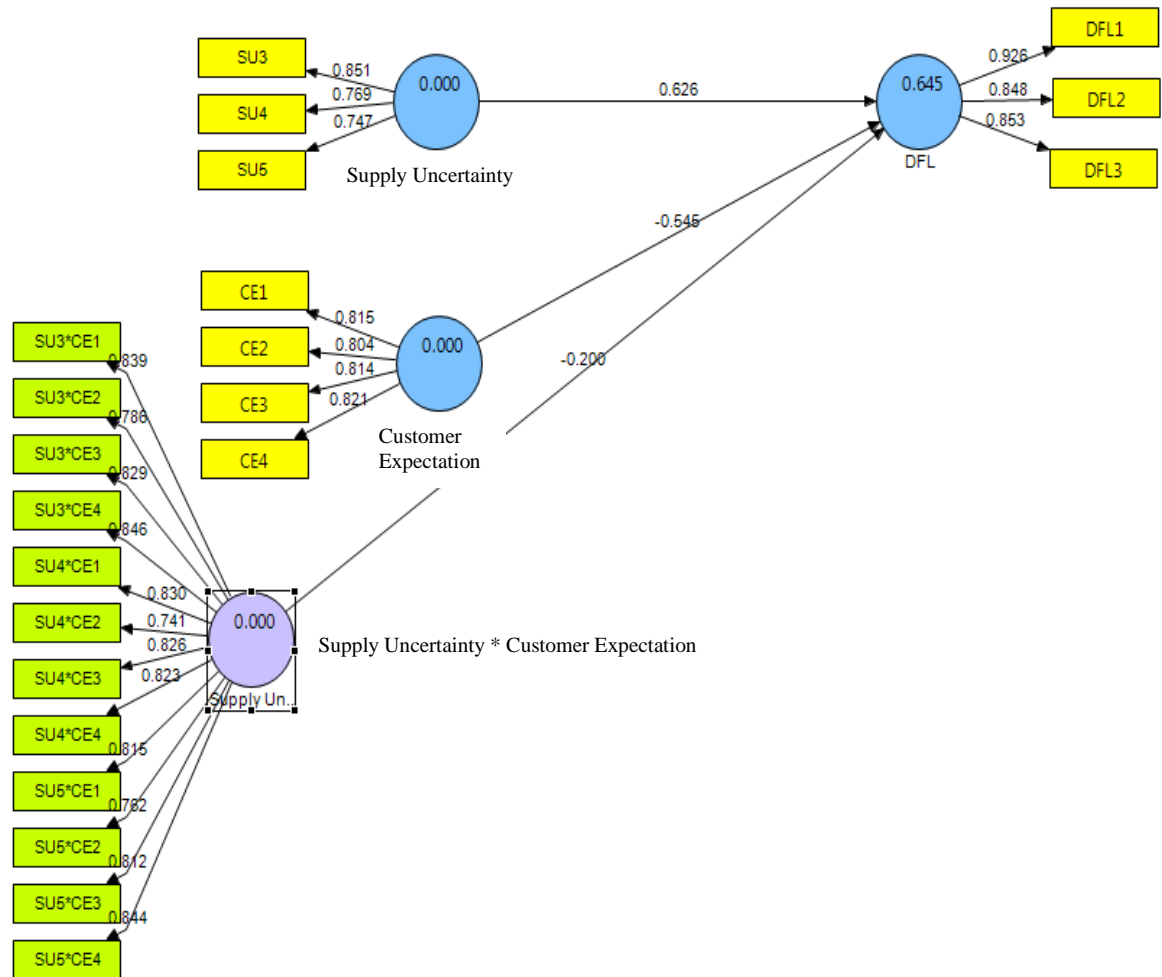 SU3
SU4
SU5
0.851
0.769
0.747
0.000
Supply Uncertainty
0.626
0.645
DFL
0.926
0.848
0.853
DFL1
DFL2
DFL3
-0.545
-0.200
CE1
CE2
CE3
CE4
0.815
0.804
0.814
0.821
0.000
Customer
Expectation
SU3*CE1
SU3*CE2
SU3*CE3
SU3*CE4
SU4*CE1
SU4*CE2
SU4*CE3
SU4*CE4
SU5*CE1
SU5*CE2
SU5*CE3
SU5*CE4
0.839
0.786
0.829
0.846
0.830
0.741
0.826
0.823
0.815
0.762
0.812
0.844
0.000
Supply Un..
Supply Uncertainty * Customer Expectation